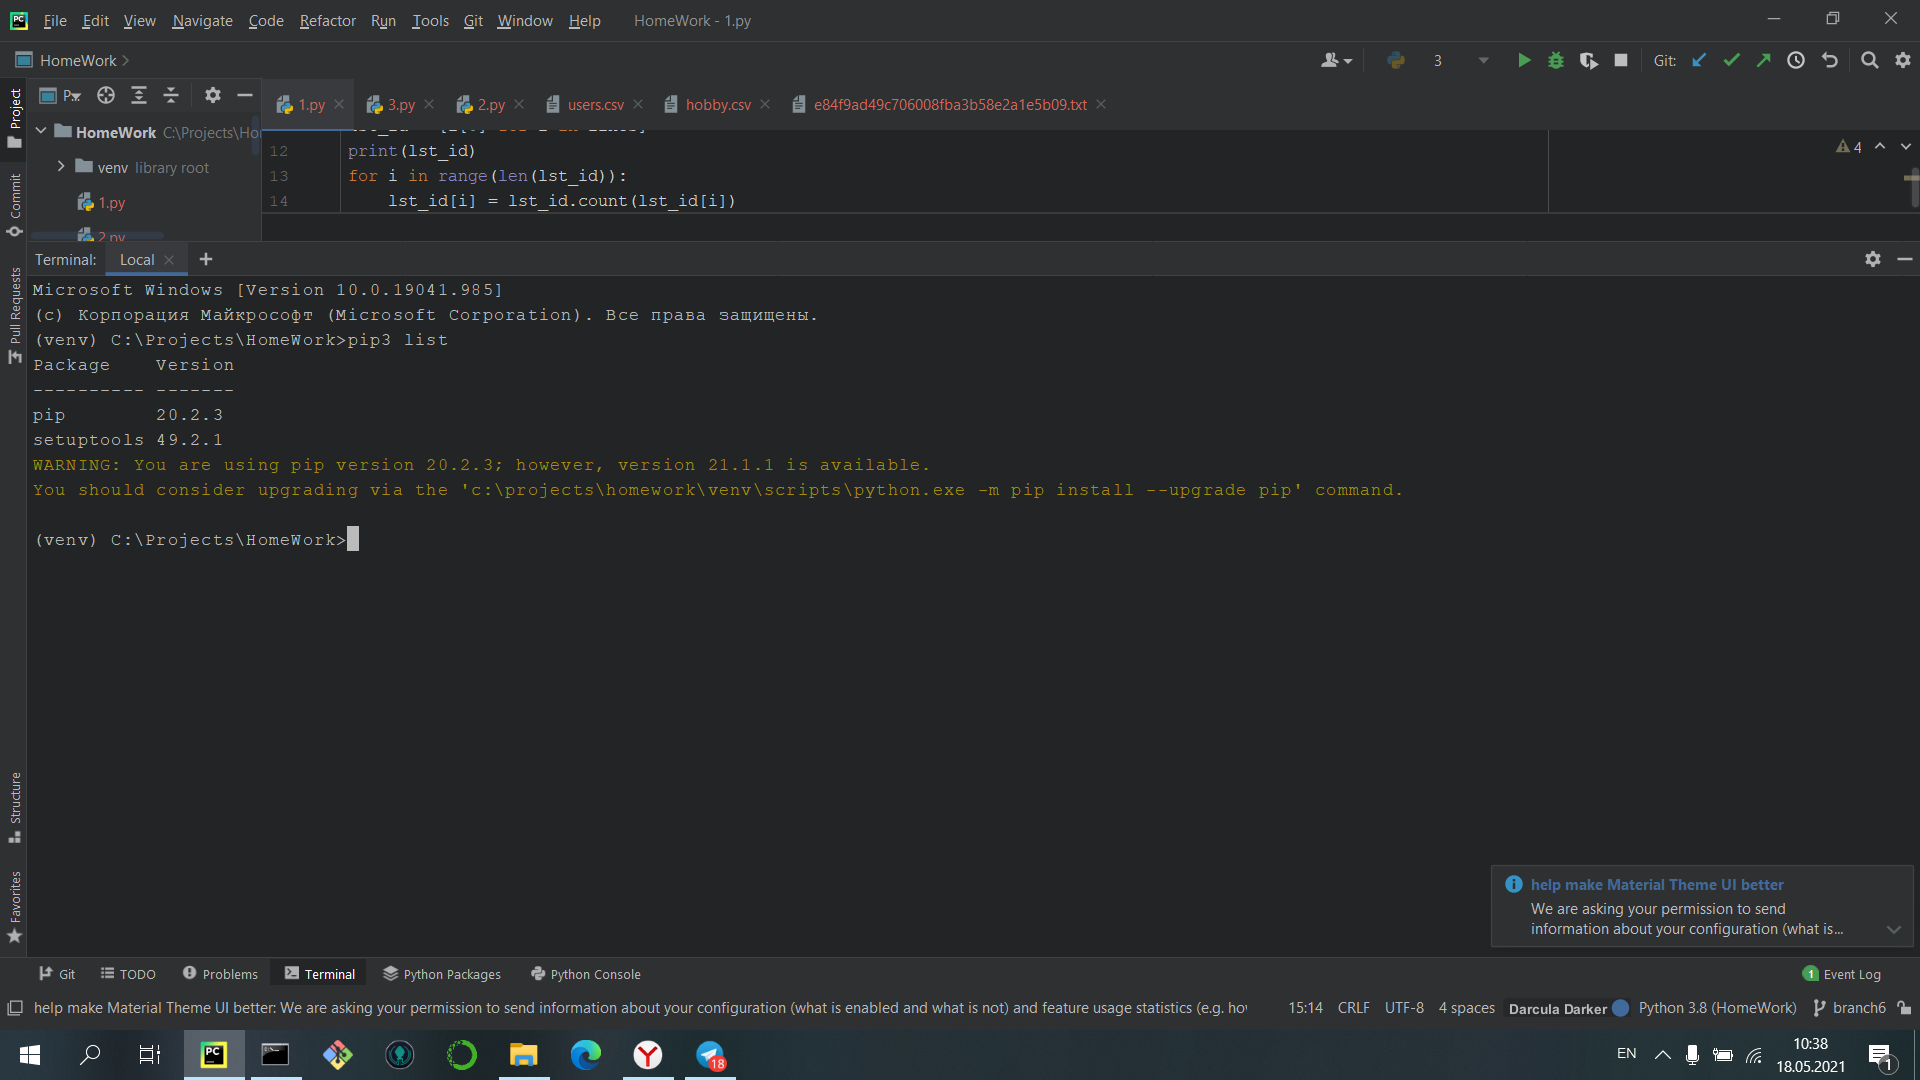 File Edit View Navigate Code Refactor Run Tools Git Window Help HomeWork - 1.py
HomeWork
3
Git:
P...
1.py
3.py
2.py
users.csv
hobby.csv
e84f9ad49c706008fba3b58e2a1e5b09.txt
Project
Commit
Pull Requests
Structure
Favorites
HomeWork C:\Projects\Ho
venv library root
1.py
2.py
12 print(lst_id)
13 for i in range(len(lst_id)):
14 lst_id[i] = lst_id.count(lst_id[i])
4
Terminal: Local
Microsoft Windows [Version 10.0.19041.985]
(c) Корпорация Майкрософт (Microsoft Corporation). Все права защищены.
(venv) C:\Projects\HomeWork>pip3 list
Package    Version
---------- -------
pip        20.2.3
setuptools 49.2.1
WARNING: You are using pip version 20.2.3; however, version 21.1.1 is available.
You should consider upgrading via the 'c:\projects\homework\venv\scripts\python.exe -m pip install --upgrade pip' command.
(venv) C:\Projects\HomeWork>
help make Material Theme UI better
We are asking your permission to send
information about your configuration (what is...
Git TODO Problems Terminal Python Packages Python Console
1 Event Log
help make Material Theme UI better: We are asking your permission to send information about your configuration (what is enabled and what is not) and feature usage statistics (e.g. ho
15:14 CRLF UTF-8 4 spaces Darcula Darker Python 3.8 (HomeWork) branch6
PC
18
EN
10:38
18.05.2021
1